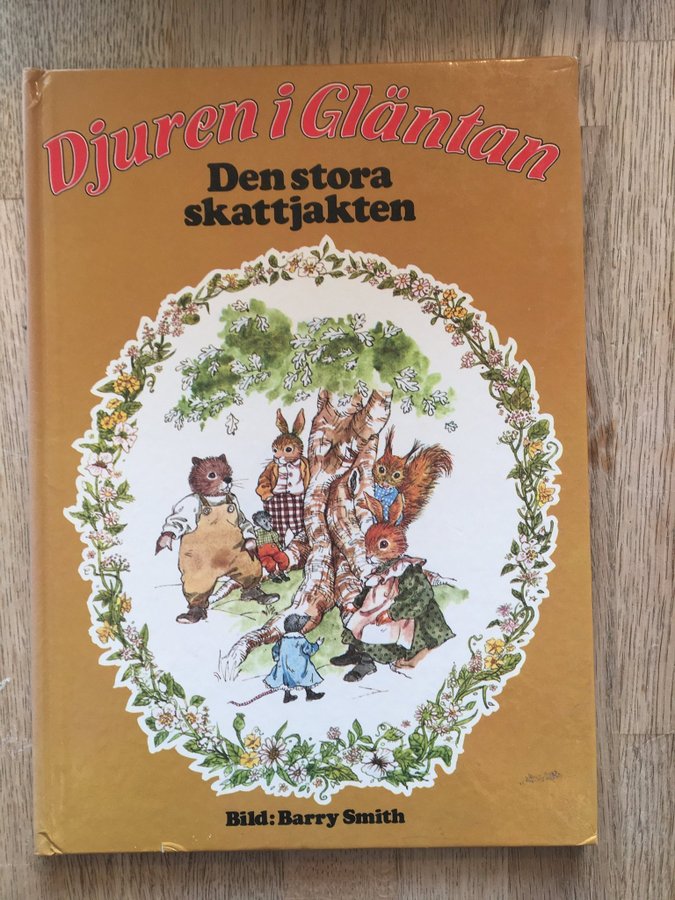 Djuren i Gläntan
Den stora
skattjakten
Bild: Barry Smith